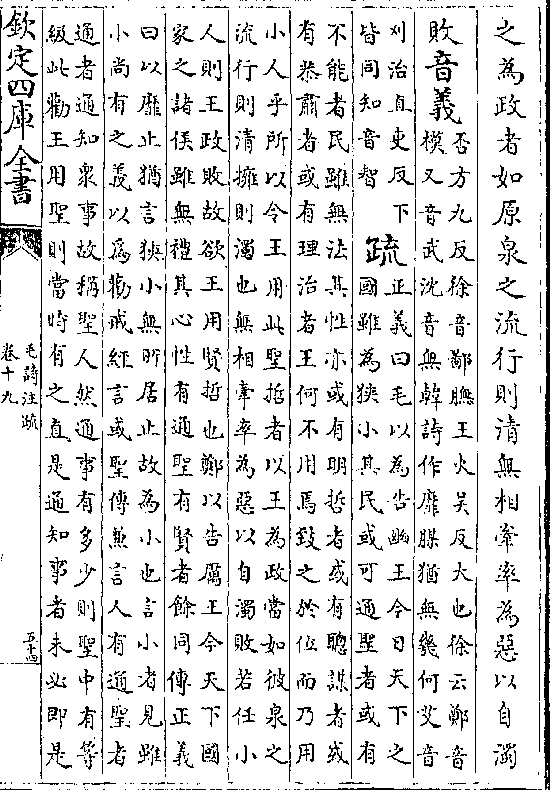 之為政者如原泉之流行則清無相牽率為惡以自濁
敗音義否方九反徐音鄙膴王火吳反大也徐云鄭音
模又音武沈音無韓詩作靡腜猶無幾何艾音
刈治直吏反下
皆同知音智疏正義曰毛以為告幽王今日天下之
國雖為狹小其民或可通聖者或有
不能者民雖無法其性亦或有明哲者或有聰謀者或
有恭肅者或有理治者王何不用焉致之於位而乃用
小人乎所以令王用此聖哲者以王為政當如彼泉之
流行則清擁則濁也無相牽率為惡以自濁敗若任小
人則王政敗故欲王用賢哲也鄭以告厲王今天下國
家之諸侯雖無禮其心性有通聖有賢者餘同傳正義
曰以靡止猶言狹小無所居止故為小也言小者見雖
小尚有之義以為勸戒經言或聖傳兼言人有通聖者
通者通知衆事故稱聖人然通事有多少則聖中有等
級此勸王用聖則當時有之直是通知事者未必即是
欽定四庫全書
毛詩注疏
卷十九
五十四